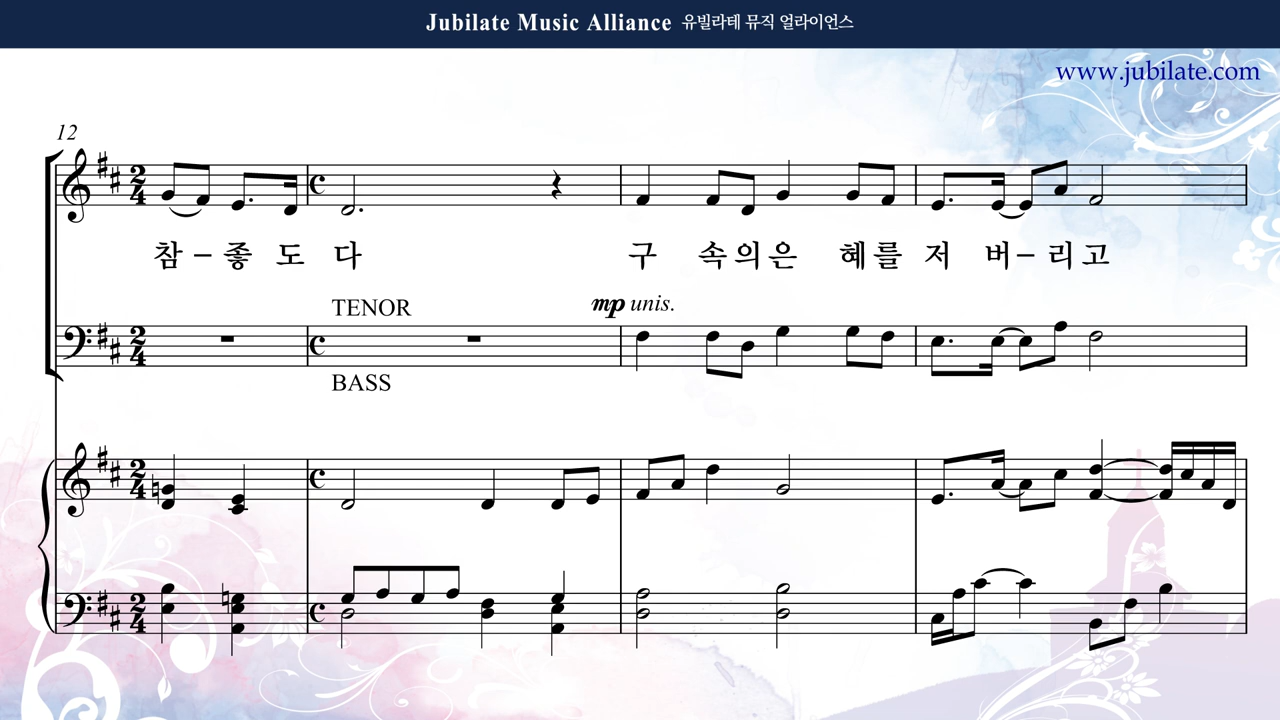 Jubilate Music Alliance 유빌라테 뮤직 얼라이언스
www.jubilate.com
12
참 - 좋 도 다 구 속의은 혜를 저 버-리고
TENOR
mp unis.
BASS